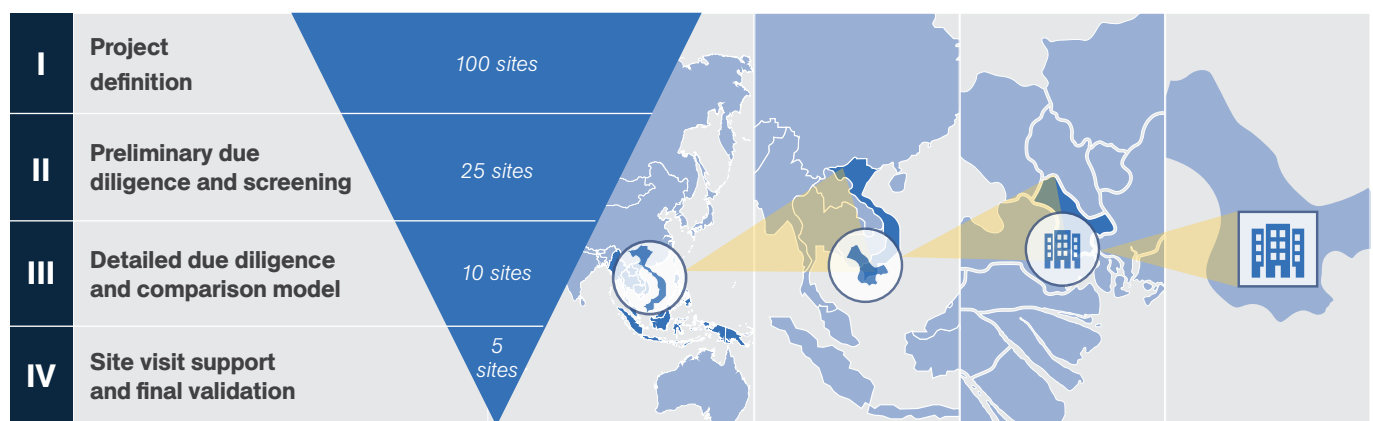 I
Project
definition
100 sites
II
Preliminary due
diligence and screening
25 sites
III
Detailed due diligence
and comparison model
10 sites
IV
Site visit support
and final validation
5
sites